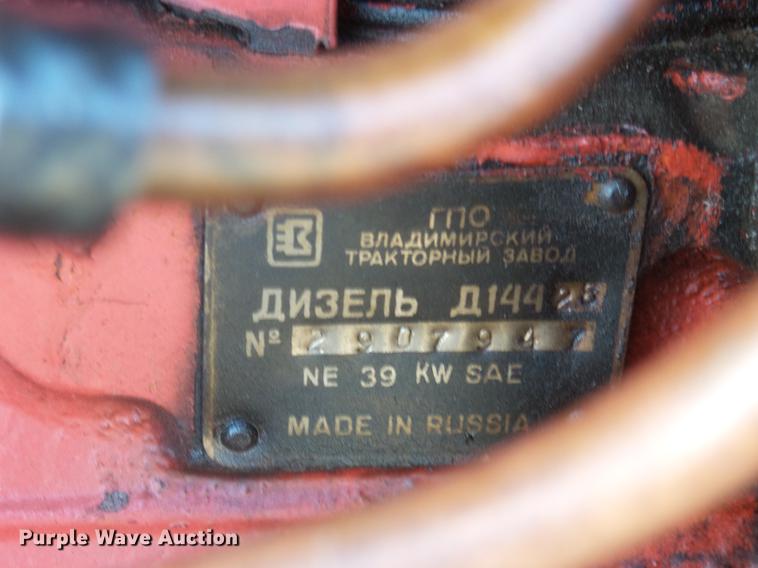 ГПО
ВЛАДИМИРСКИЙ
ТРАКТОРНЫЙ ЗАВОД
ДИЗЕЛЬ Д144
№ 2907947
NE 39 KW SAE
MADE IN RUSSIA
Purple Wave Auction